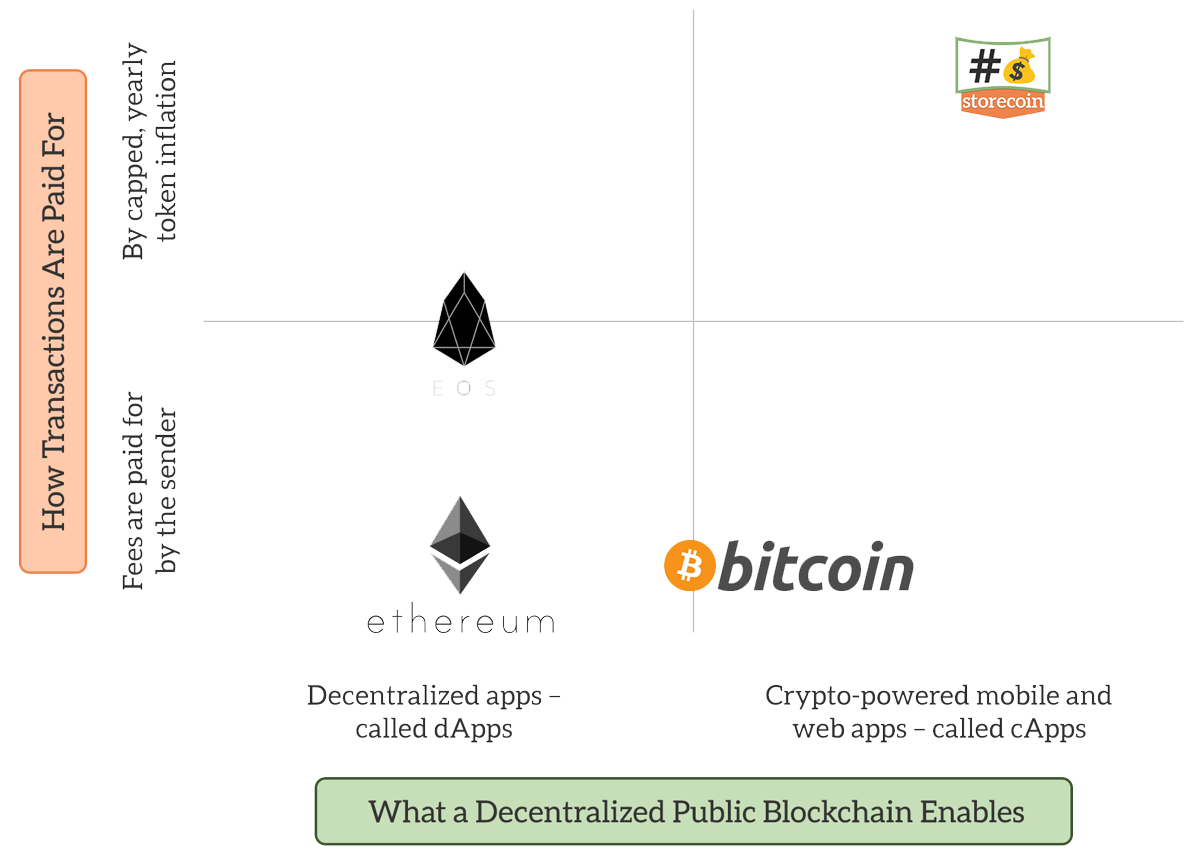 How Transactions Are Paid For
By capped, yearly
token inflation
#
$
storecoin
E O S
Fees are paid for
by the sender
ethereum
bitcoin
Decentralized apps –
called dApps
Crypto-powered mobile and
web apps – called cApps
What a Decentralized Public Blockchain Enables